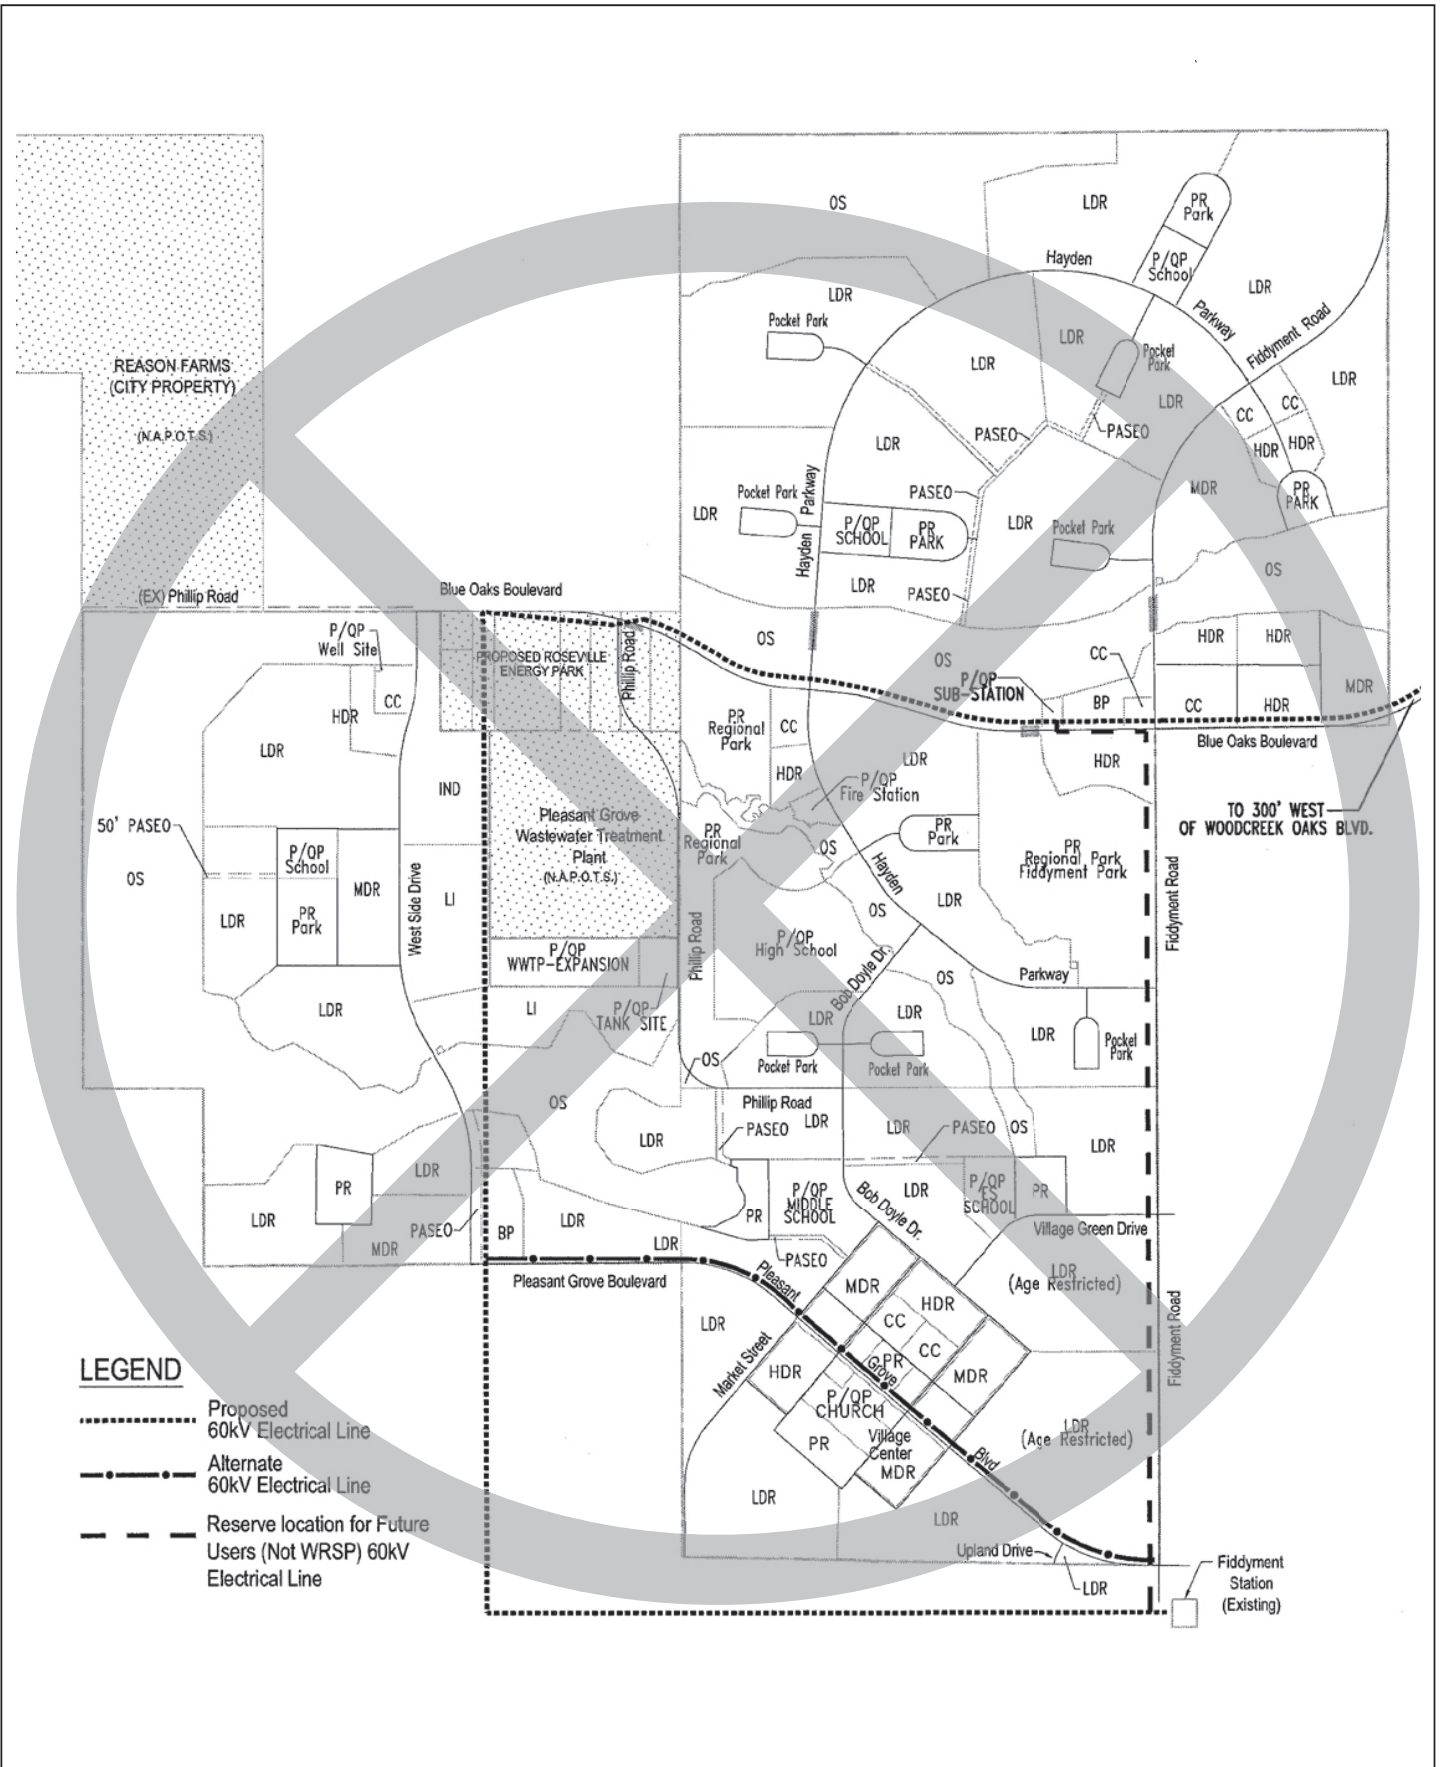 OS
LDR
PR
Park
P/QP
School
Hayden
LDR
LDR
Parkway
Fiddyment Road
Pocket Park
LDR
Pocket
Park
LDR
LDR
REASON FARMS
(CITY PROPERTY)
(N.A.P.O.T.S.)
LDR
CC
CC
PASEO
PASEO
LDR
HDR
HDR
Pocket Park
Hayden Parkway
PASEO
MDR
PR
PARK
LDR
P/QP
SCHOOL
PR
PARK
LDR
Pocket Park
OS
LDR
PASEO
(EX) Phillip Road
Blue Oaks Boulevard
P/QP
Well Site
PROPOSED ROSEVILLE
ENERGY PARK
Phillip Road
OS
HDR
HDR
CC
OS
P/QP
SUB-STATION
BP
CC
HDR
MDR
CC
HDR
LDR
PR
Regional
Park
CC
Blue Oaks Boulevard
HDR
LDR
HDR
IND
P/QP
Fire Station
TO 300' WEST
OF WOODCREEK OAKS BLVD.
50' PASEO
Pleasant Grove
Wastewater Treatment
Plant
(N.A.P.O.T.S.)
PR
Regional
Park
OS
PR
Park
PR
Regional Park
Fiddyment Park
P/QP
School
OS
MDR
LDR
PR
Park
West Side Drive
LI
Hayden
LDR
OS
Fiddyment Road
Phillip Road
P/QP
High School
P/QP
WWTP-EXPANSION
Bob Doyle Dr.
OS
Parkway
LDR
LI
P/QP
TANK SITE
LDR
LDR
LDR
Pocket
Park
OS
Pocket Park
Pocket Park
OS
Phillip Road
LDR
PASEO
LDR
LDR
PASEO
OS
LDR
LDR
PR
P/QP
MIDDLE
SCHOOL
LDR
P/QP
ES
SCHOOL
PR
LDR
MDR
PASEO
BP
LDR
PR
Bob Doyle Dr.
Village Green Drive
LDR
PASEO
Pleasant Grove Boulevard
Pleasant
MDR
LDR
(Age Restricted)
HDR
LDR
CC
CC
Market Street
HDR
PR
Grove
MDR
Fiddyment Road
P/QP
CHURCH
PR
Village
Center
MDR
Blvd
LDR
(Age Restricted)
LDR
LDR
Upland Drive
LDR
Fiddyment
Station
(Existing)
LEGEND
Proposed
60kV Electrical Line
Alternate
60kV Electrical Line
Reserve location for Future
Users (Not WRSP) 60kV
Electrical Line